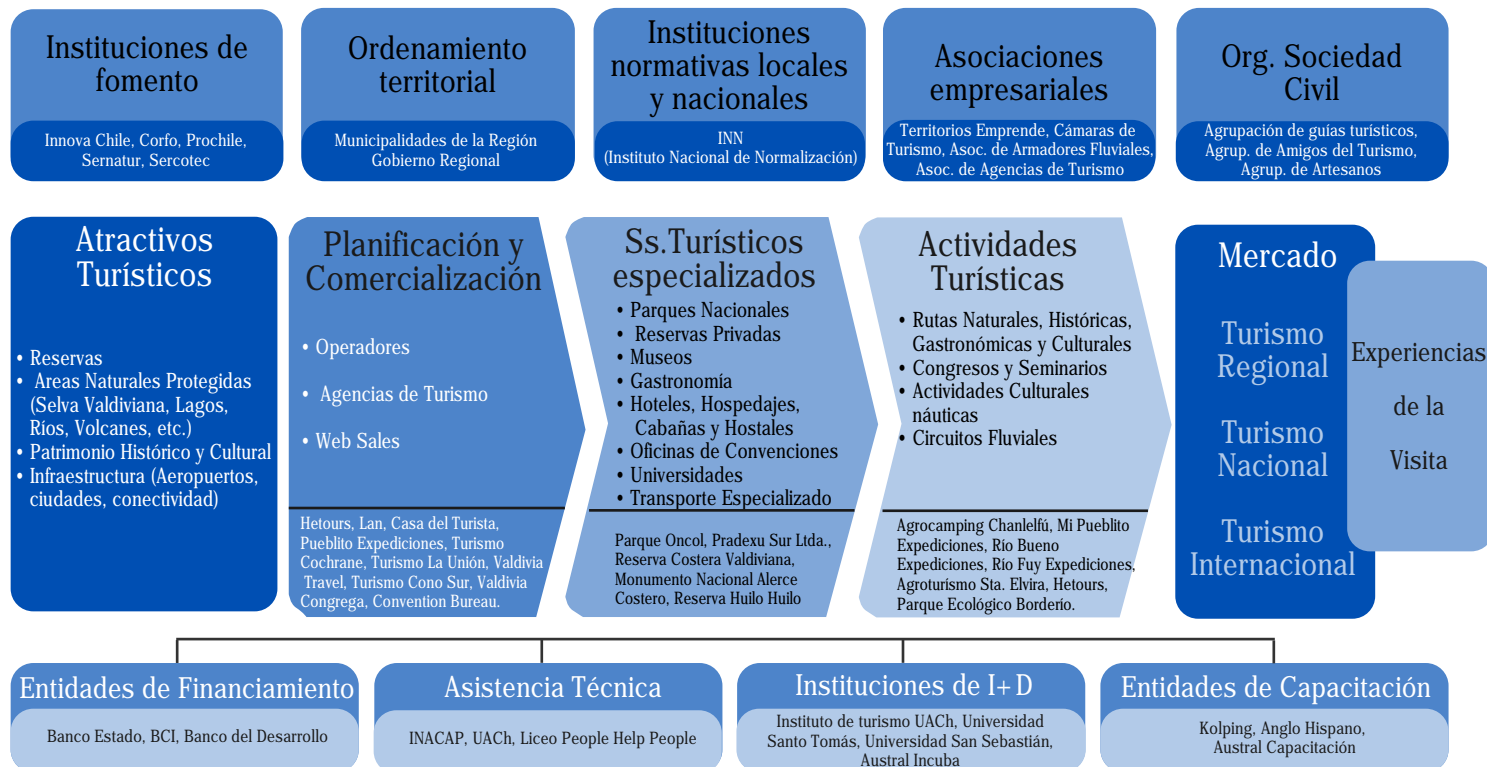 Instituciones de
fomento
Innova Chile, Corfo, Prochile,
Sernatur, Sercotec
Ordenamiento
territorial
Municipalidades de la Región
Gobierno Regional
Instituciones
normativas locales
y nacionales
INN
(Instituto Nacional de Normalización)
Asociaciones
empresariales
Territorios Emprende, Cámaras de
Turismo, Asoc. de Armadores Fluviales,
Asoc. de Agencias de Turismo
Org. Sociedad
Civil
Agrupación de guías turísticos,
Agrup. de Amigos del Turismo,
Agrup. de Artesanos
Atractivos
Turísticos
• Reservas
• Areas Naturales Protegidas
(Selva Valdiviana, Lagos,
Ríos, Volcanes, etc.)
• Patrimonio Histórico y Cultural
• Infraestructura (Aeropuertos,
ciudades, conectividad)
Planificación y
Comercialización
• Operadores
• Agencias de Turismo
• Web Sales
Hetours, Lan, Casa del Turista,
Pueblito Expediciones, Turismo
Cochrane, Turismo La Unión, Valdivia
Travel, Turismo Cono Sur, Valdivia
Congrega, Convention Bureau.
Ss.Turísticos
especializados
• Parques Nacionales
• Reservas Privadas
• Museos
• Gastronomía
• Hoteles, Hospedajes,
Cabañas y Hostales
• Oficinas de Convenciones
• Universidades
• Transporte Especializado
Parque Oncol, Pradexu Sur Ltda.,
Reserva Costera Valdiviana,
Monumento Nacional Alerce
Costero, Reserva Huilo Huilo
Actividades
Turísticas
• Rutas Naturales, Históricas,
Gastronómicas y Culturales
• Congresos y Seminarios
• Actividades Culturales
náuticas
• Circuitos Fluviales
Agrocamping Chanlelfú, Mi Pueblito
Expediciones, Río Bueno
Expediciones, Río Fuy Expediciones,
Agroturísmo Sta. Elvira, Hetours,
Parque Ecológico Borderío.
Mercado
Turismo
Regional
Turismo
Nacional
Turismo
Internacional
Experiencias
de la
Visita
Entidades de Financiamiento
Banco Estado, BCI, Banco del Desarrollo
Asistencia Técnica
INACAP, UACh, Liceo People Help People
Instituciones de I+D
Instituto de turismo UACh, Universidad
Santo Tomás, Universidad San Sebastián,
Austral Incuba
Entidades de Capacitación
Kolping, Anglo Hispano,
Austral Capacitación